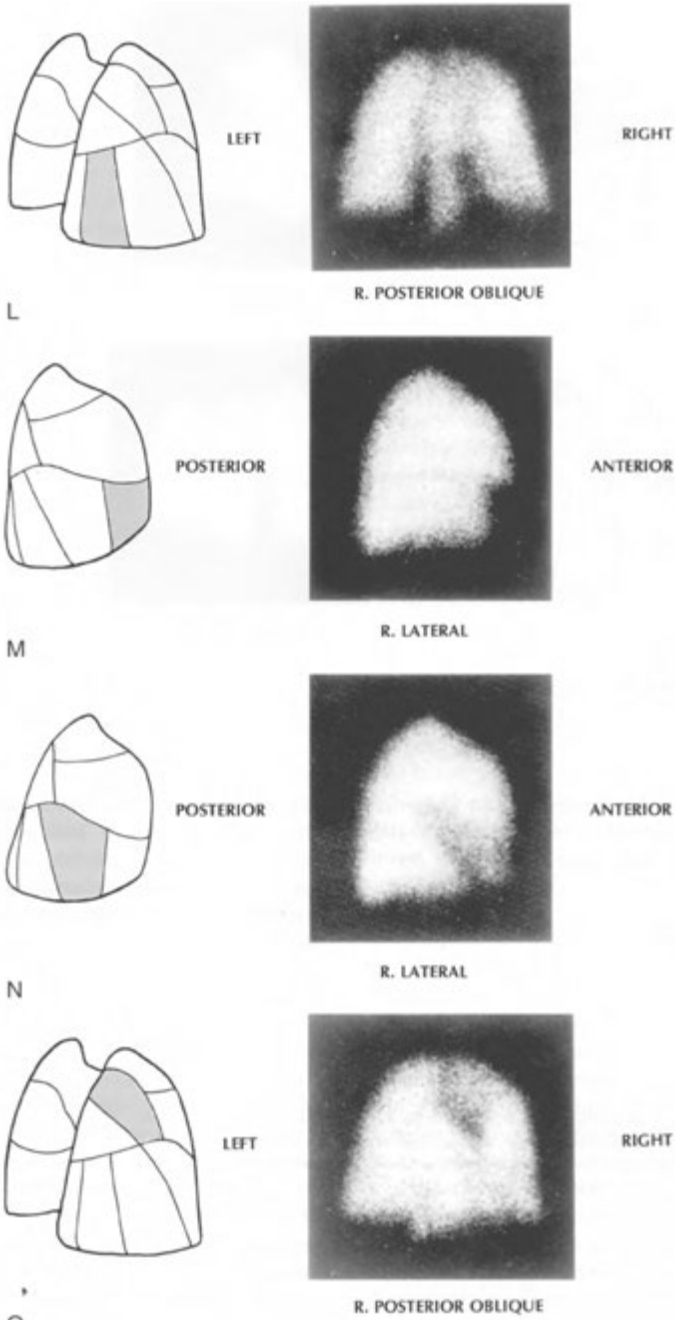 LEFT
RIGHT
R. POSTERIOR OBLIQUE
L
POSTERIOR
ANTERIOR
R. LATERAL
M
POSTERIOR
ANTERIOR
R. LATERAL
N
LEFT
RIGHT
R. POSTERIOR OBLIQUE